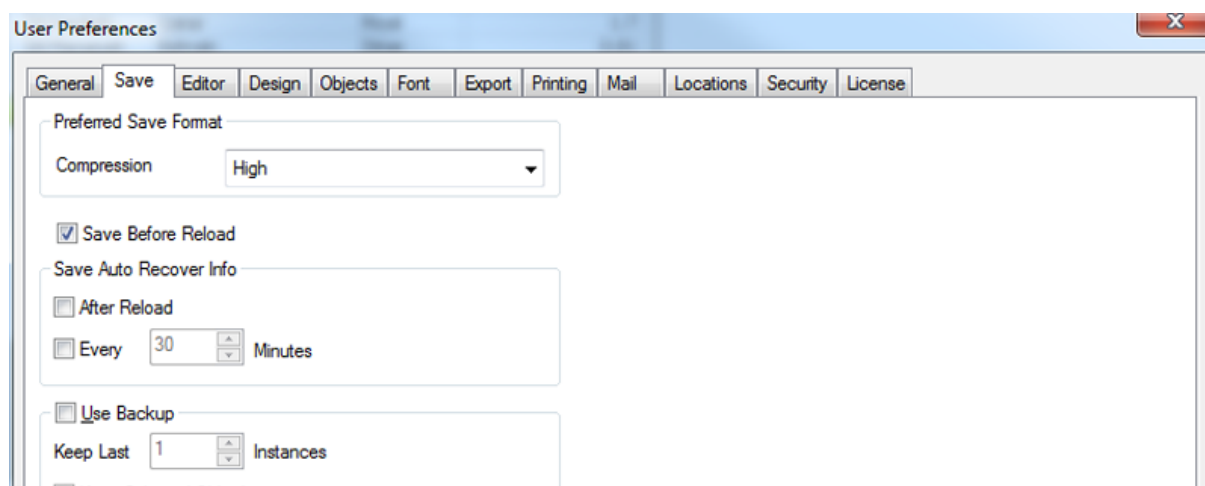 User Preferences
General Save Editor Design Objects Font Export Printing Mail Locations Security License
Preferred Save Format
Compression High
Save Before Reload
Save Auto Recover Info
After Reload
Every 30 Minutes
Use Backup
Keep Last 1 Instances